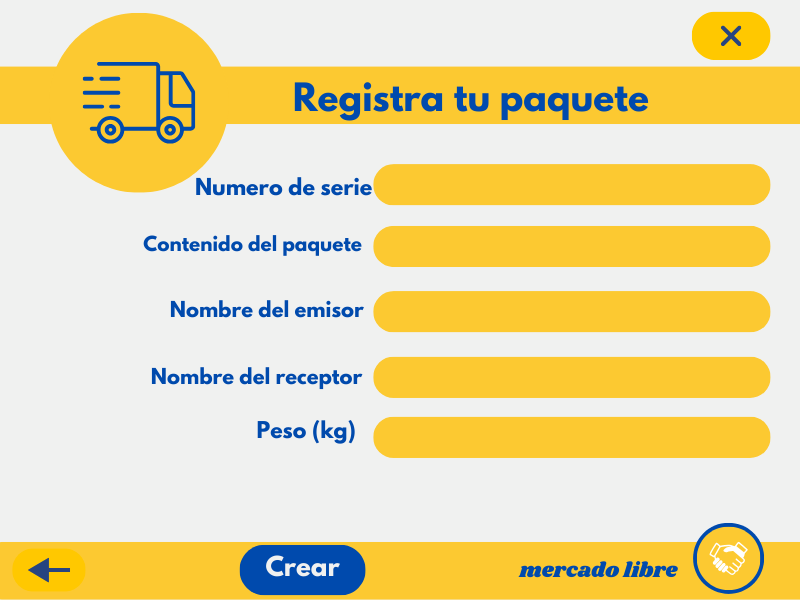 Registra tu paquete
Numero de serie
Contenido del paquete
Nombre del emisor
Nombre del receptor
Peso (kg)
Crear
mercado libre